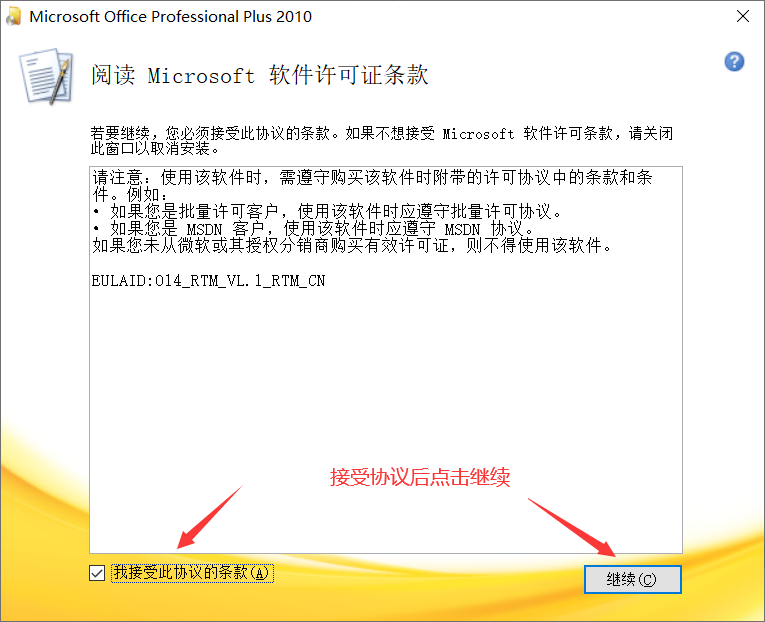 Microsoft Office Professional Plus 2010
阅读 Microsoft 软件许可证条款
若要继续，您必须接受此协议的条款。如果不想接受 Microsoft 软件许可条款，请关闭
此窗口以取消安装。
请注意：使用该软件时，需遵守购买该软件时附带的许可协议中的条款和条
件。例如：
• 如果您是批量许可客户，使用该软件时应遵守批量许可协议。
• 如果您是 MSDN 客户，使用该软件时应遵守 MSDN 协议。
如果您未从微软或其授权分销商购买有效许可证，则不得使用该软件。
EULAID:O14_RTM_VL.1_RTM_CN
接受协议后点击继续
我接受此协议的条款(A)
继续(C)